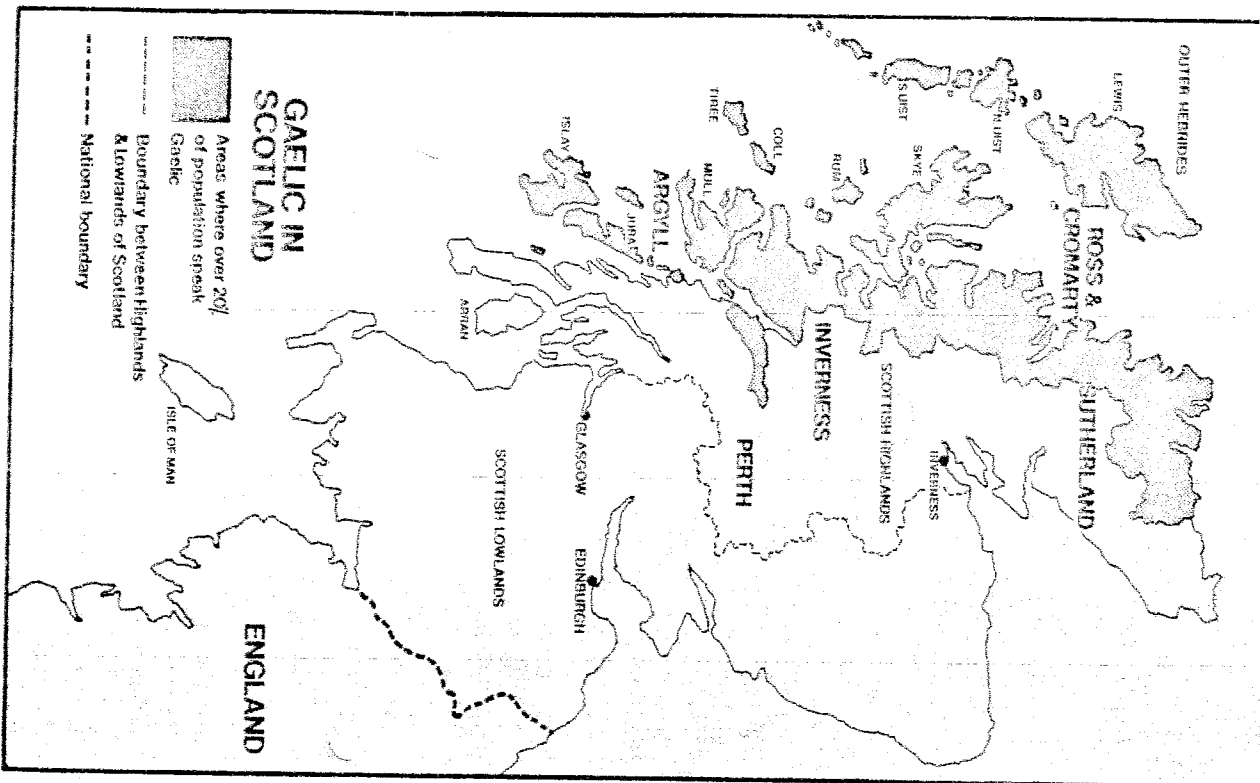 OUTER HEBRIDES
LEWIS
N.UIST
S.UIST
ROSS &
CROMARTY
SUTHERLAND
SKYE
RUM
INVERNESS
SCOTTISH HIGHLANDS
INVERNESS
COLL
TIREE
MULL
PERTH
ARGYLL
JURA
ISLAY
ARRAN
GLASGOW
EDINBURGH
SCOTTISH LOWLANDS
ENGLAND
ISLE OF MAN
GAELIC IN
SCOTLAND
Areas where over 20%
of population speak
Gaelic
Boundary between Highlands
& Lowlands of Scotland
National boundary